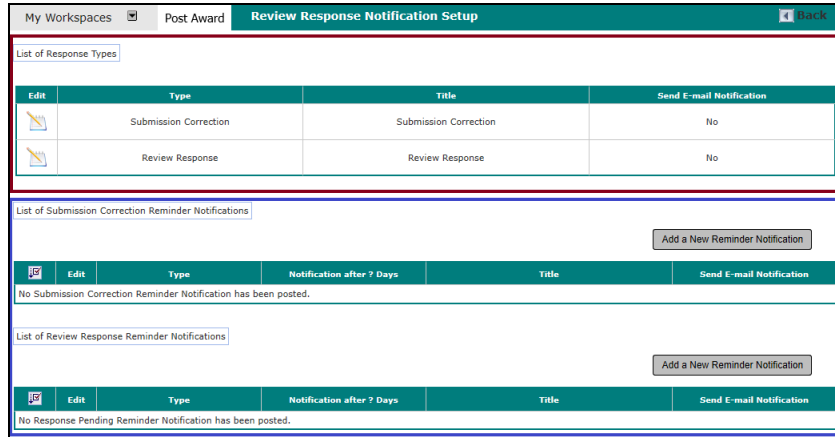 My Workspaces Post Award Review Response Notification Setup Back
List of Response Types
Edit Type Title Send E-mail Notification
Submission Correction Submission Correction No
Review Response Review Response No
List of Submission Correction Reminder Notifications
Add a New Reminder Notification
Edit Type Notification after ? Days Title Send E-mail Notification
No Submission Correction Reminder Notification has been posted.
List of Review Response Reminder Notifications
Add a New Reminder Notification
Edit Type Notification after ? Days Title Send E-mail Notification
No Response Pending Reminder Notification has been posted.